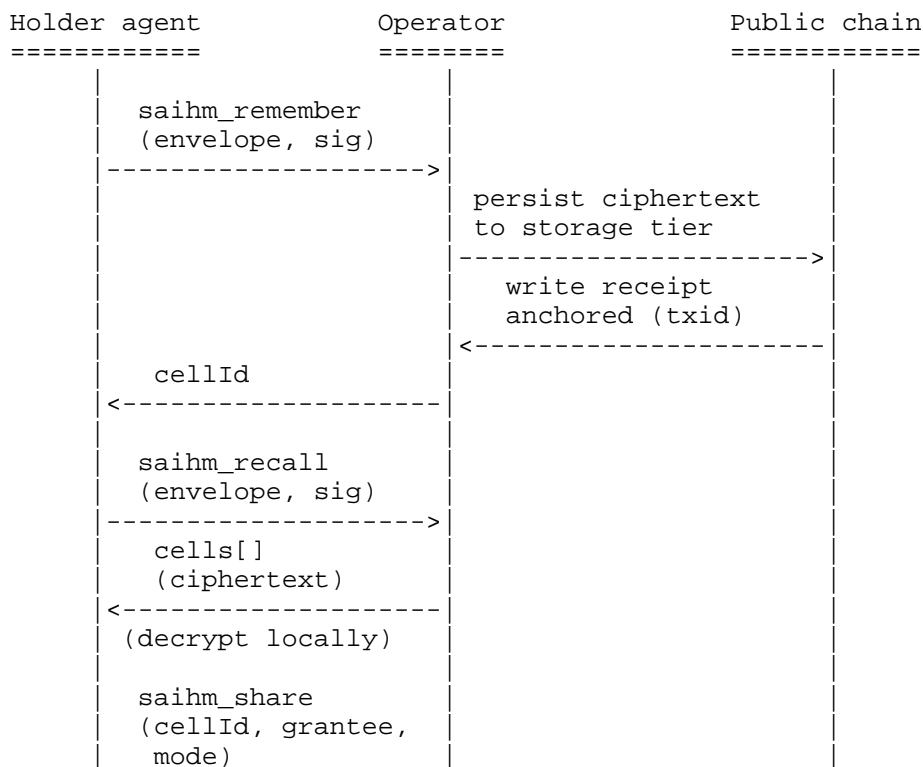 Holder agent Operator Public chain
============ ======== ============
saihm_remember
(envelope, sig)
-------------------->
persist ciphertext
to storage tier
---------------------->
write receipt
anchored (txid)
<----------------------
cellId
<--------------------
saihm_recall
(envelope, sig)
-------------------->
cells[]
(ciphertext)
<--------------------
(decrypt locally)
saihm_share
(cellId, grantee,
mode)